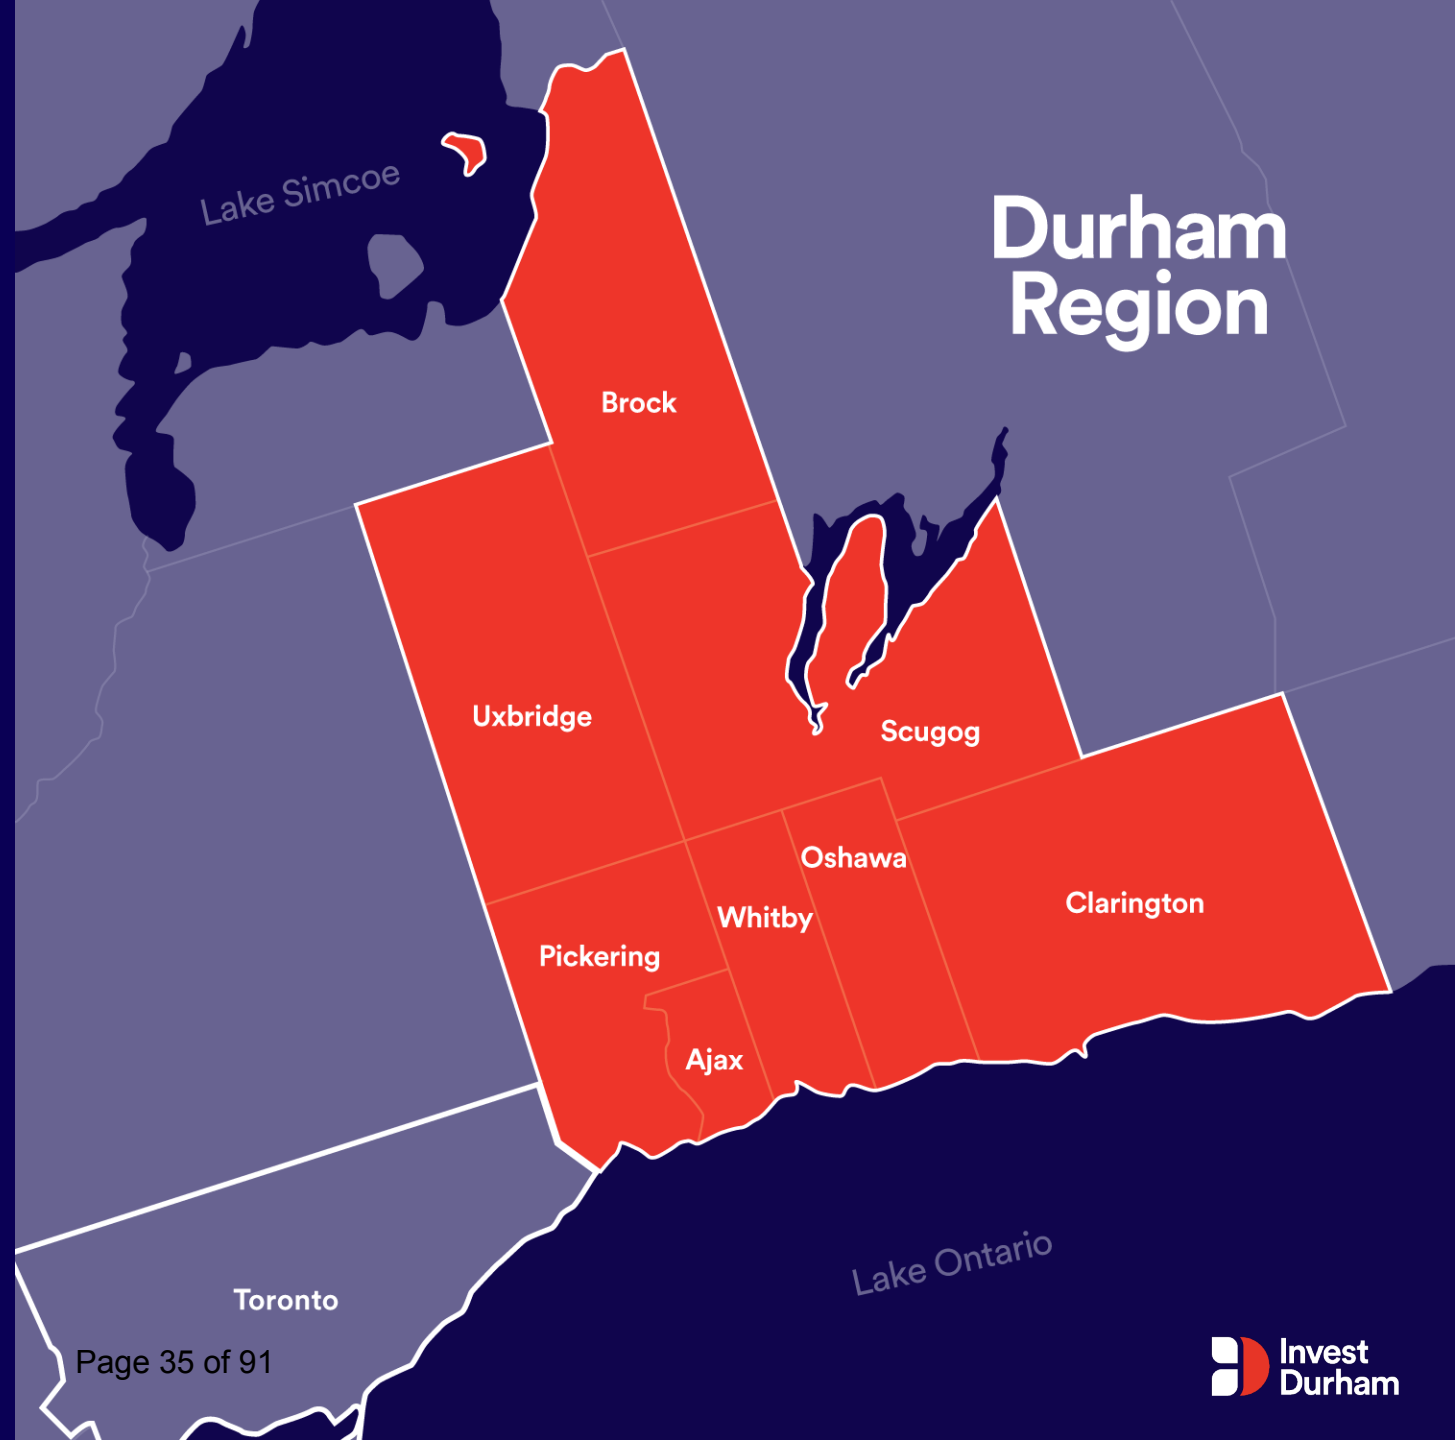 Lake Simcoe
Durham
Region
Brock
Uxbridge
Scugog
Oshawa
Whitby
Clarington
Pickering
Ajax
Lake Ontario
Toronto
Page 35 of 91
Invest
Durham